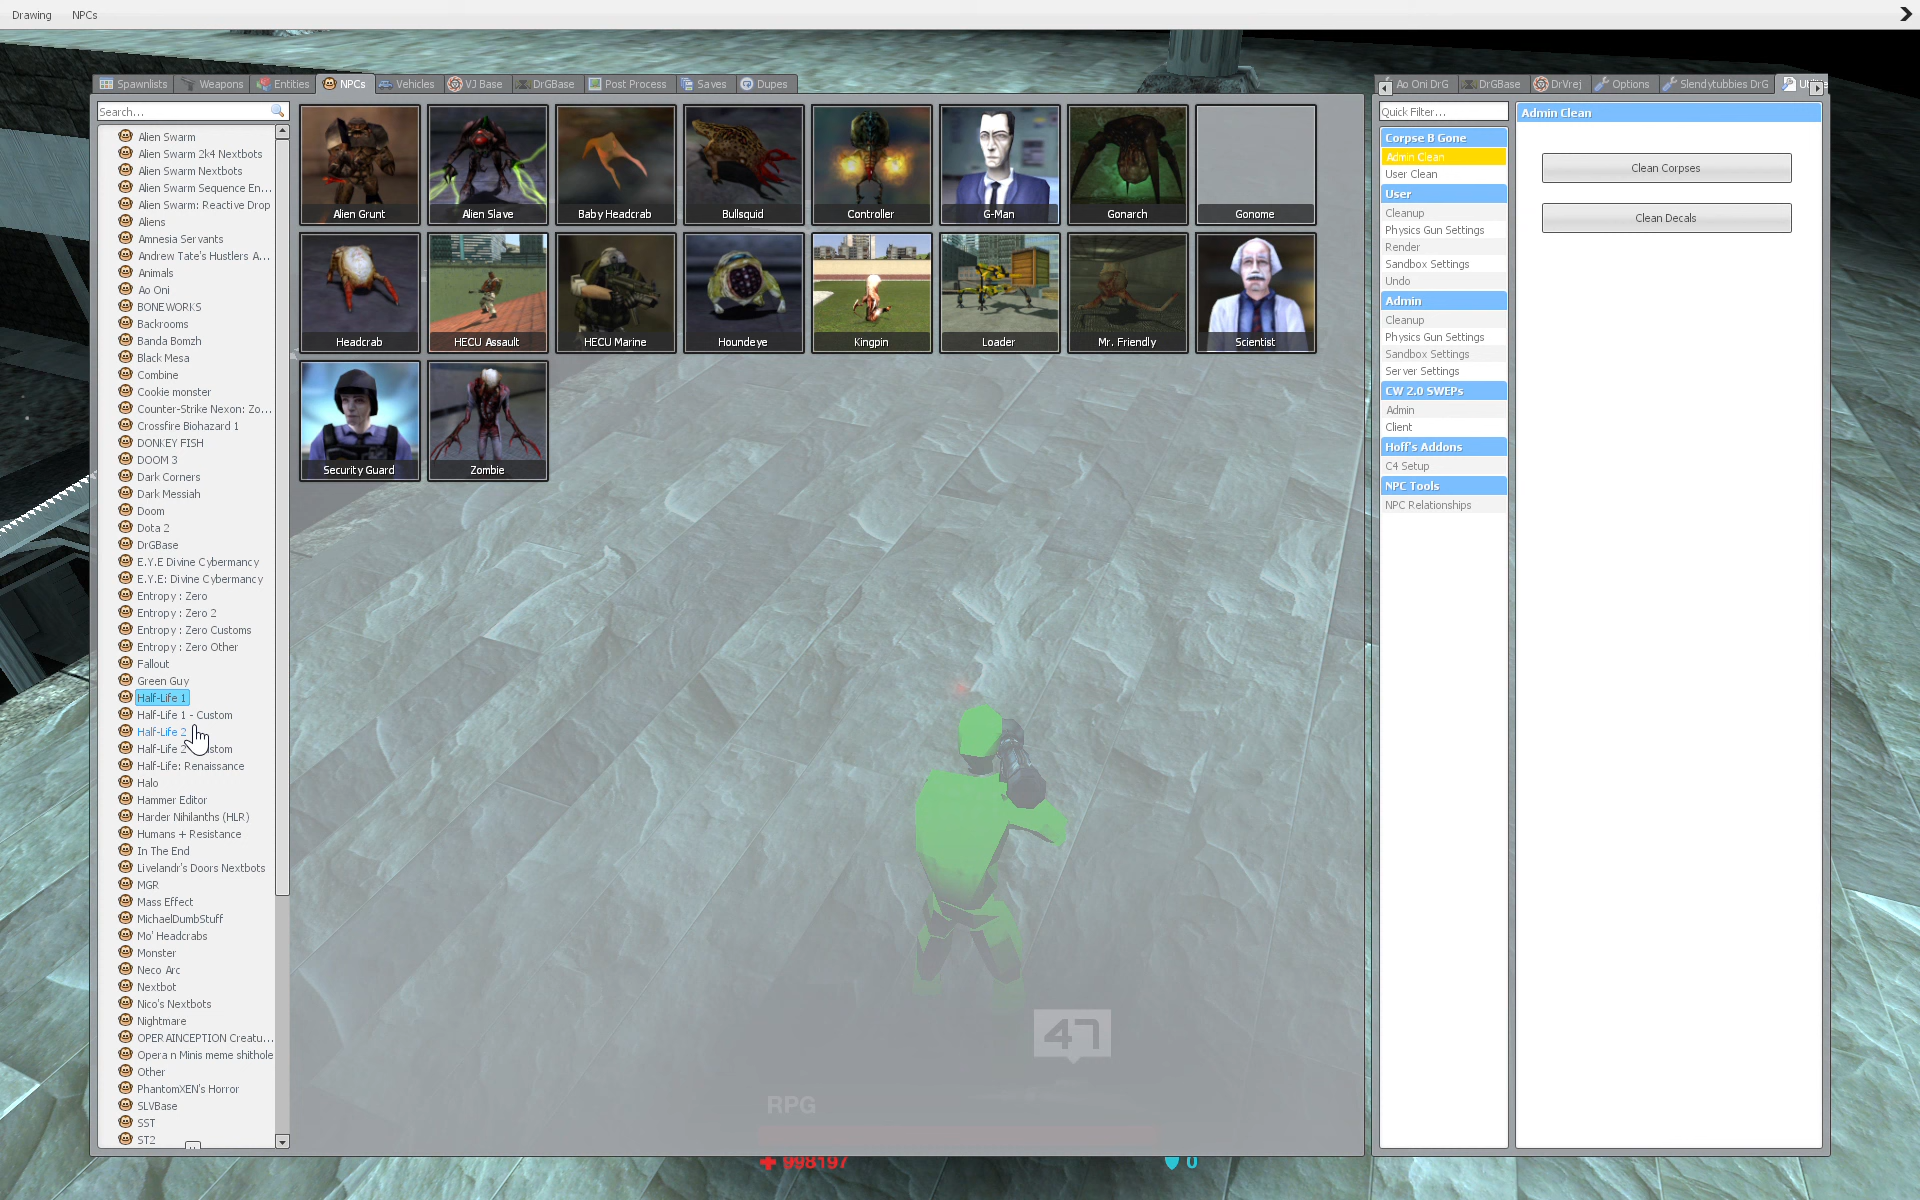 Drawing NPCs
Spawnlists Weapons Entities NPCs Vehicles VJ Base DrGBase Post Process Saves Dupes
Search...
Alien Swarm
Alien Swarm 2k4 Nextbots
Alien Swarm Nextbots
Alien Swarm Sequence En...
Alien Swarm: Reactive Drop
Aliens
Amnesia Servants
Andrew Tate's Hustlers A...
Animals
Ao Oni
BONEWORKS
Backrooms
Banda Bomzh
Black Mesa
Combine
Cookie monster
Counter-Strike Nexon: Zo...
Crossfire Biohazard 1
DONKEY FISH
DOOM 3
Dark Corners
Dark Messiah
Doom
Dota 2
DrGBase
E.Y.E Divine Cybermancy
E.Y.E: Divine Cybermancy
Entropy : Zero
Entropy : Zero 2
Entropy : Zero Customs
Entropy : Zero Other
Fallout
Green Guy
Half-Life 1
Half-Life 1 - Custom
Half-Life 2
Half-Life 2 stom
Half-Life: Renaissance
Halo
Hammer Editor
Harder Nihilanths (HLR)
Humans + Resistance
In The End
Livelandr's Doors Nextbots
MGR
Mass Effect
MichaelDumbStuff
Mo' Headcrabs
Monster
Neco Arc
Nextbot
Nico's Nextbots
Nightmare
OPERAINCEPTION Creatu...
Opera n Minis meme shithole
Other
PhantomXEN's Horror
SLVBase
SST
ST2
Alien Grunt Alien Slave Baby Headcrab Bullsquid Controller G-Man Gonarch Gonome
Headcrab HECU Assault HECU Marine Houndeye Kingpin Loader Mr. Friendly Scientist
Security Guard Zombie
47
RPG
998197
0
Ao Oni DrG DrGBase DrVrej Options Slendytubbies DrG
Quick Filter...
Corpse B Gone
Admin Clean
User Clean
User
Cleanup
Physics Gun Settings
Render
Sandbox Settings
Undo
Admin
Cleanup
Physics Gun Settings
Sandbox Settings
Server Settings
CW 2.0 SWEPs
Admin
Client
Hoff's Addons
C4 Setup
NPC Tools
NPC Relationships
Admin Clean
Clean Corpses
Clean Decals